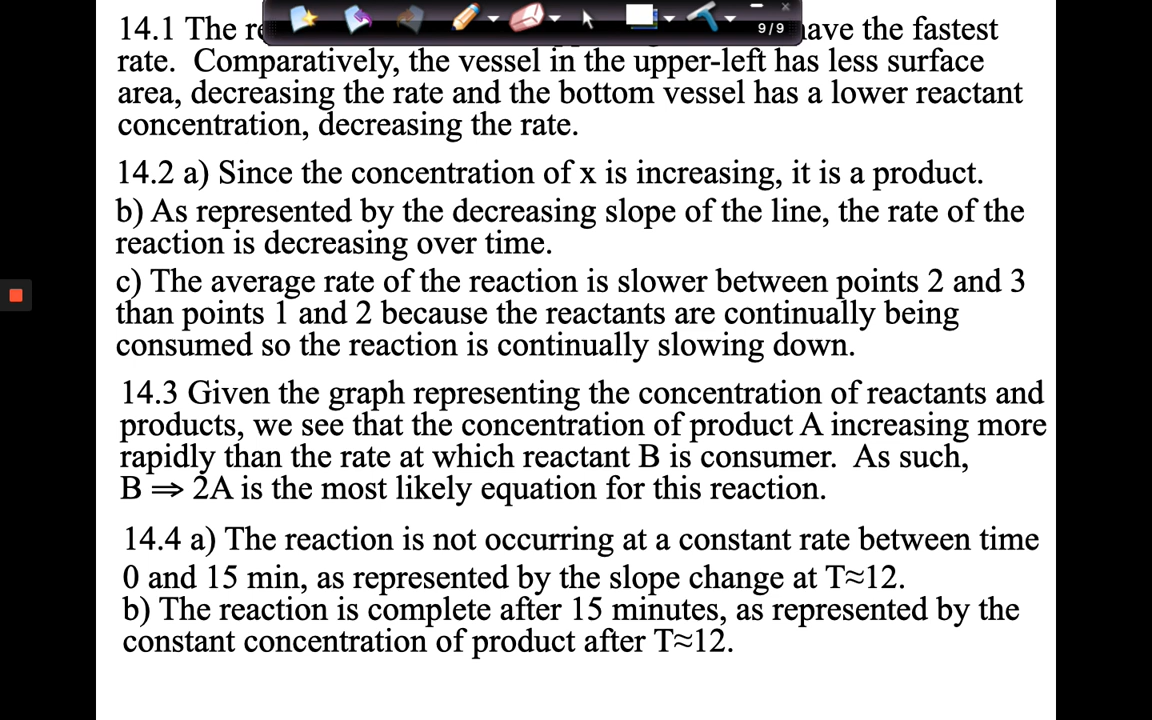 14.1 The
9/9
have the fastest
rate. Comparatively, the vessel in the upper-left has less surface
area, decreasing the rate and the bottom vessel has a lower reactant
concentration, decreasing the rate.
14.2 a) Since the concentration of x is increasing, it is a product.
b) As represented by the decreasing slope of the line, the rate of the
reaction is decreasing over time.
c) The average rate of the reaction is slower between points 2 and 3
than points 1 and 2 because the reactants are continually being
consumed so the reaction is continually slowing down.
14.3 Given the graph representing the concentration of reactants and
products, we see that the concentration of product A increasing more
rapidly than the rate at which reactant B is consumer. As such,
B ⇒ 2A is the most likely equation for this reaction.
14.4 a) The reaction is not occurring at a constant rate between time
0 and 15 min, as represented by the slope change at T≈12.
b) The reaction is complete after 15 minutes, as represented by the
constant concentration of product after T≈12.